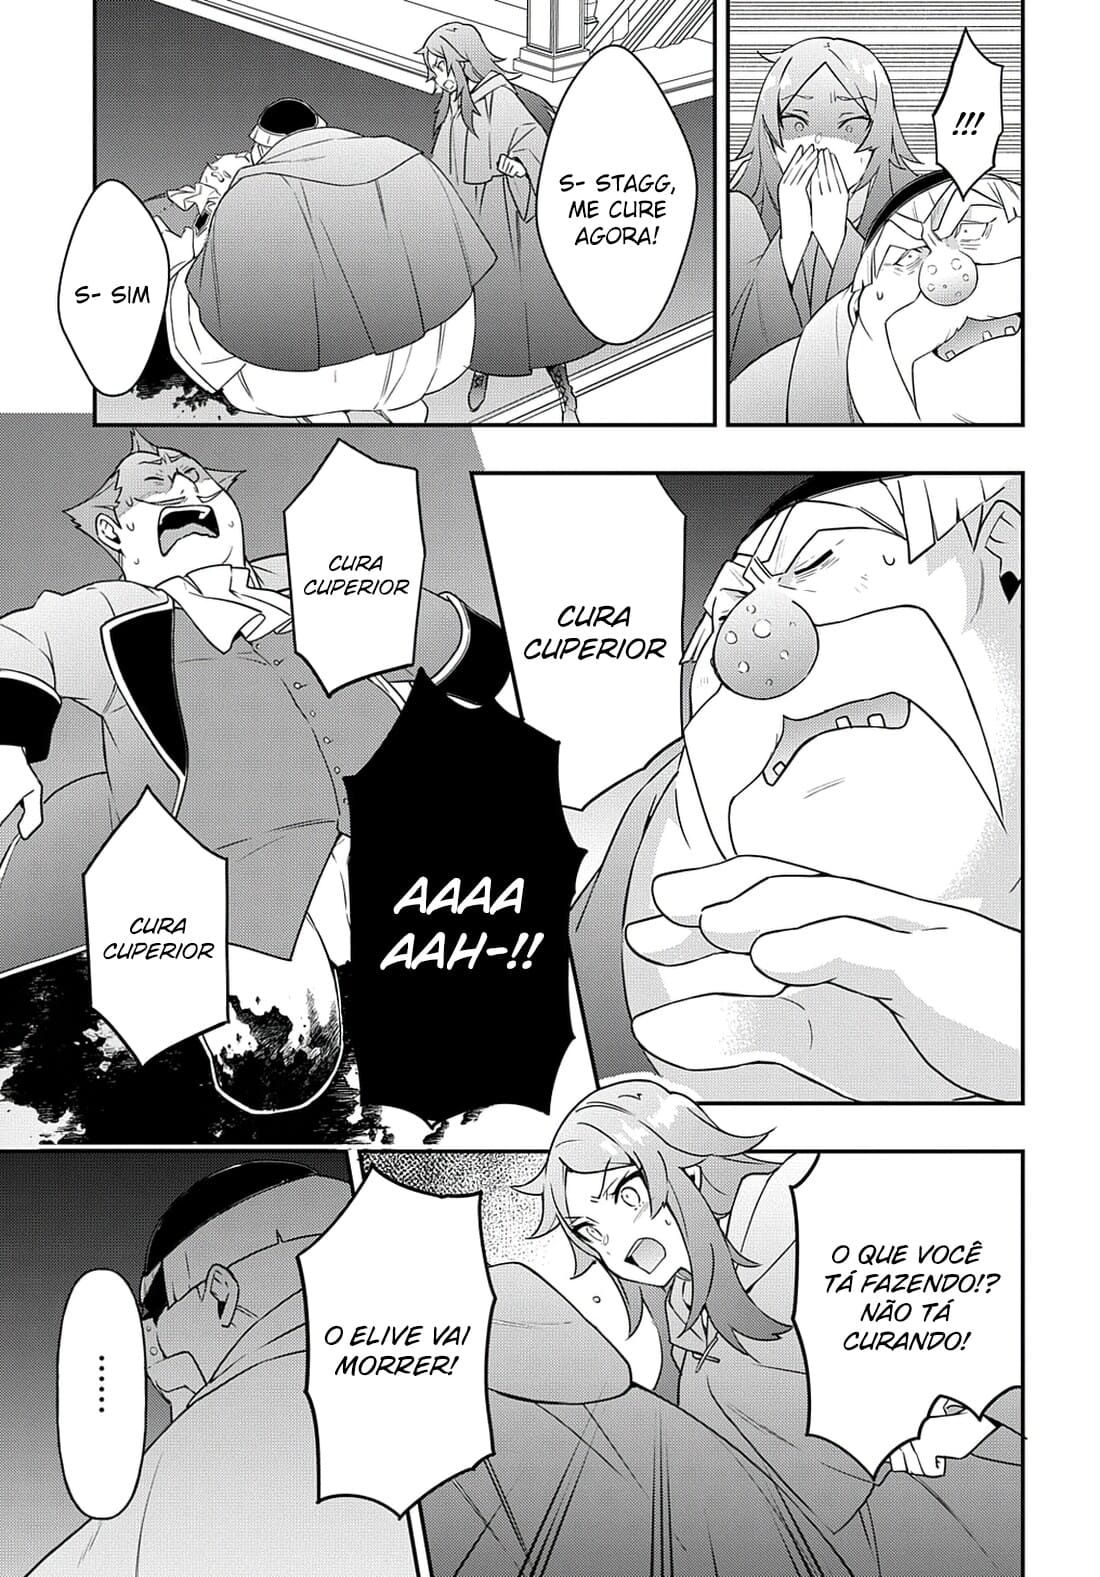 !!!
S- STAGG,
ME CURE
AGORA!
S- SIM
CURA
CUPERIOR
CURA
CUPERIOR
AAAA
AAH-!!
CURA
CUPERIOR
O QUE VOCÊ
TÁ FAZENDO!?
NÃO TÁ
CURANDO!
O ELIVE VAI
MORRER!
......